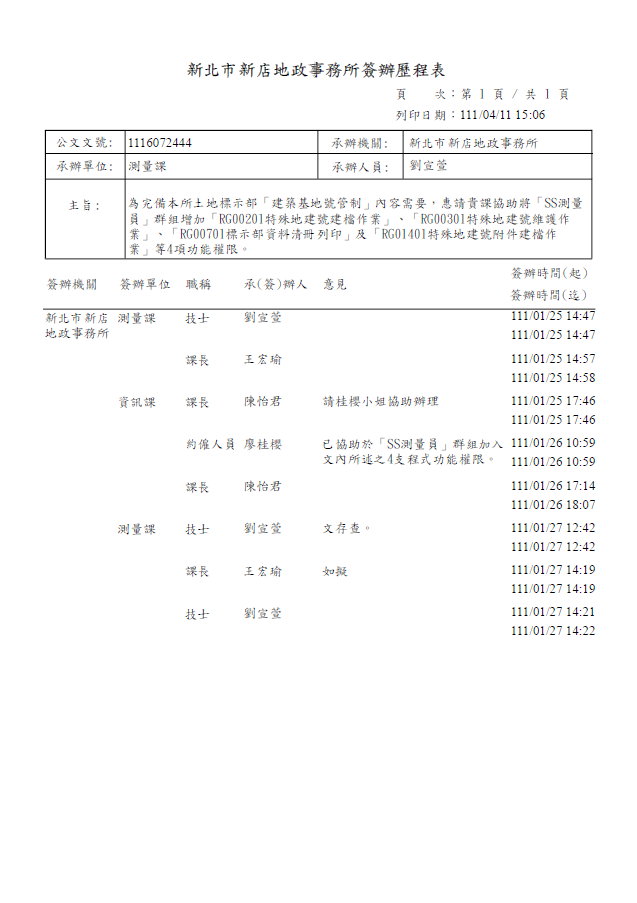 新北市新店地政事務所簽辦歷程表
頁　　次：第 1 頁 / 共 1 頁
列印日期：111/04/11 15:06
公文文號: 1116072444 承辦機關: 新北市新店地政事務所
承辦單位: 測量課 承辦人員: 劉宣萱
主旨: 為完備本所土地標示部「建築基地號管制」內容需要，惠請貴課協助將「SS測量
員」群組增加「RG00201特殊地建號建檔作業」、「RG00301特殊地建號維護作
業」、「RG00701標示部資料清冊列印」及「RG01401特殊地建號附件建檔作
業」等4項功能權限。
簽辦機關 簽辦單位 職稱 承(簽)辦人 意見 簽辦時間(起)
簽辦時間(迄)
新北市新店 測量課 技士 劉宣萱 111/01/25 14:47
地政事務所 111/01/25 14:47
課長 王宏瑜 111/01/25 14:57
111/01/25 14:58
資訊課 課長 陳怡君 請桂櫻小姐協助辦理 111/01/25 17:46
111/01/25 17:46
約僱人員 廖桂櫻 已協助於「SS測量員」群組加入 111/01/26 10:59
文內所述之4支程式功能權限。 111/01/26 10:59
課長 陳怡君 111/01/26 17:14
111/01/26 18:07
測量課 技士 劉宣萱 文存查。 111/01/27 12:42
111/01/27 12:42
課長 王宏瑜 如擬 111/01/27 14:19
111/01/27 14:19
技士 劉宣萱 111/01/27 14:21
111/01/27 14:22